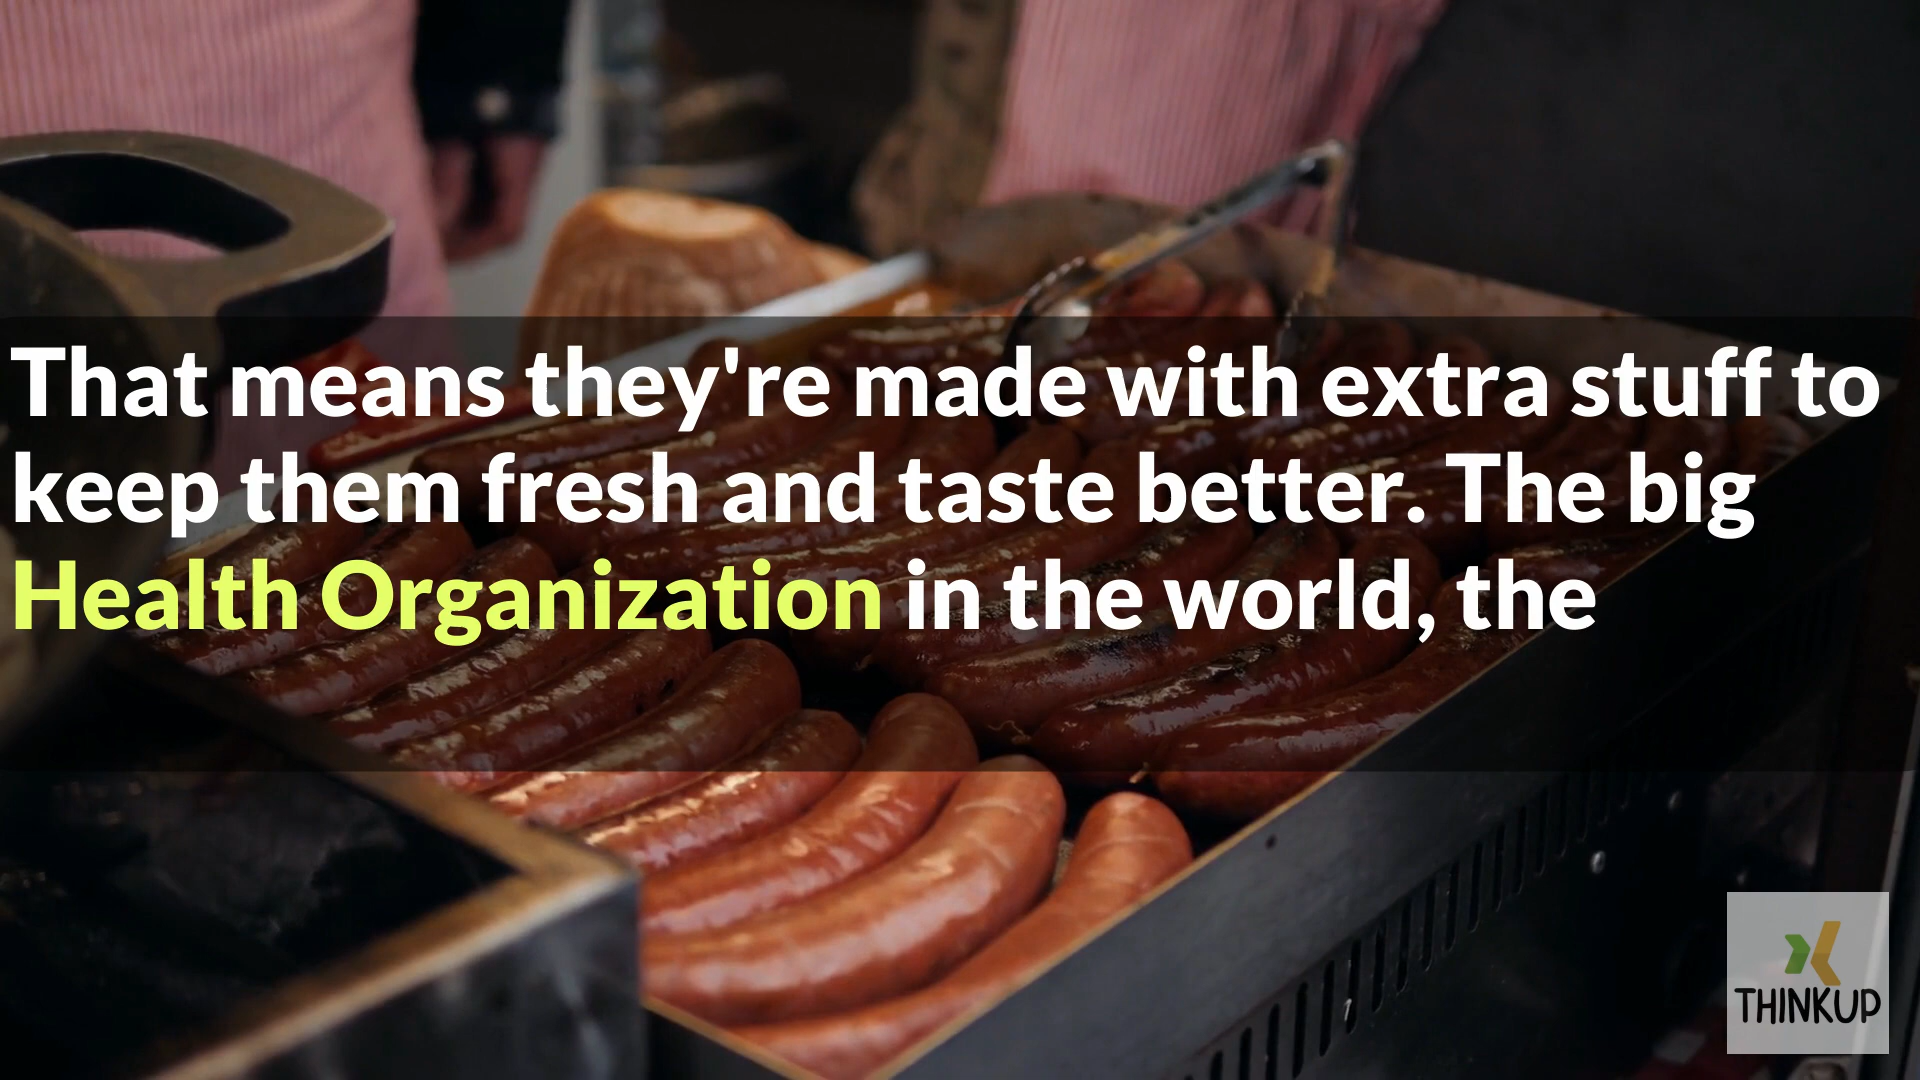 That means they're made with extra stuff to
keep them fresh and taste better. The big
Health Organization in the world, the
THINKUP